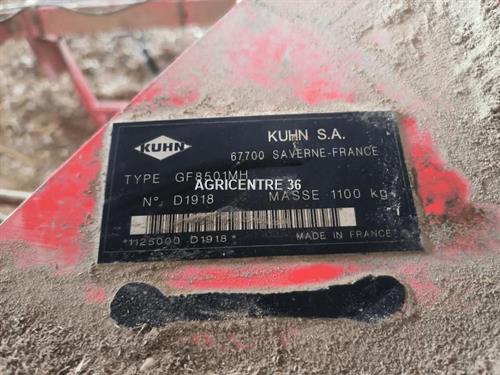 KUHN
KUHN S.A.
67700 SAVERNE-FRANCE
TYPE GF8501MH
AGRICENTRE 36
N° D1918 MASSE 1100 kg
*1125000 D1918*
MADE IN FRANCE